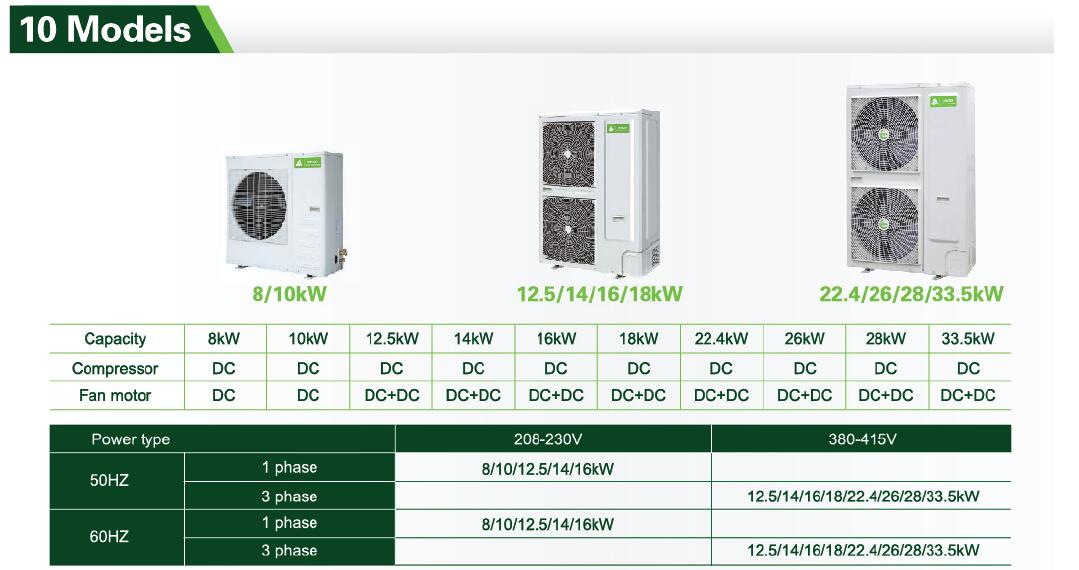 10 Models
8/10kW
12.5/14/16/18kW
22.4/26/28/33.5kW
Capacity 8kW 10kW 12.5kW 14kW 16kW 18kW 22.4kW 26kW 28kW 33.5kW
Compressor DC DC DC DC DC DC DC DC DC DC
Fan motor DC DC DC+DC DC+DC DC+DC DC+DC DC+DC DC+DC DC+DC DC+DC
Power type 208-230V 380-415V
50HZ
1 phase 8/10/12.5/14/16kW
3 phase 12.5/14/16/18/22.4/26/28/33.5kW
60HZ
1 phase 8/10/12.5/14/16kW
3 phase 12.5/14/16/18/22.4/26/28/33.5kW